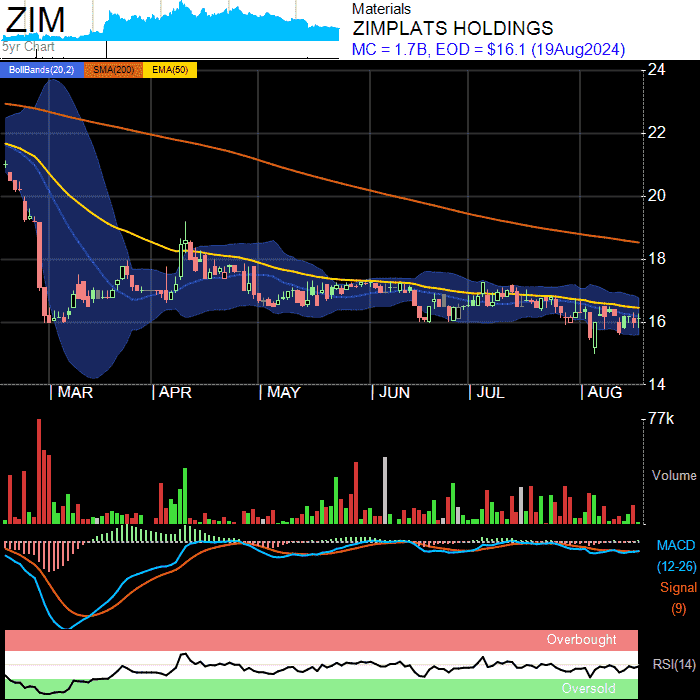 ZIM
5yr Chart
Materials
ZIMPLATS HOLDINGS
MC = 1.7B, EOD = $16.1 (19Aug2024)
BollBands(20,2) SMA(200) EMA(50)
24
22
20
18
16
14
MAR APR MAY JUN JUL AUG
77k
Volume
MACD
(12-26)
Signal
(9)
Overbought
RSI(14)
Oversold